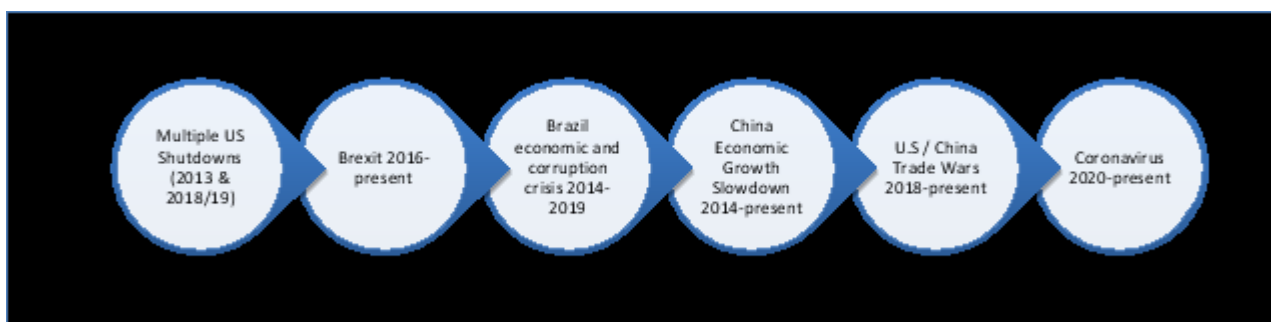 Multiple US
Shutdowns
(2013 &
2018/19)
Brexit 2016-
present
Brazil
economic and
corruption
crisis 2014-
2019
China
Economic
Growth
Slowdown
2014-present
U.S / China
Trade Wars
2018-present
Coronavirus
2020-present